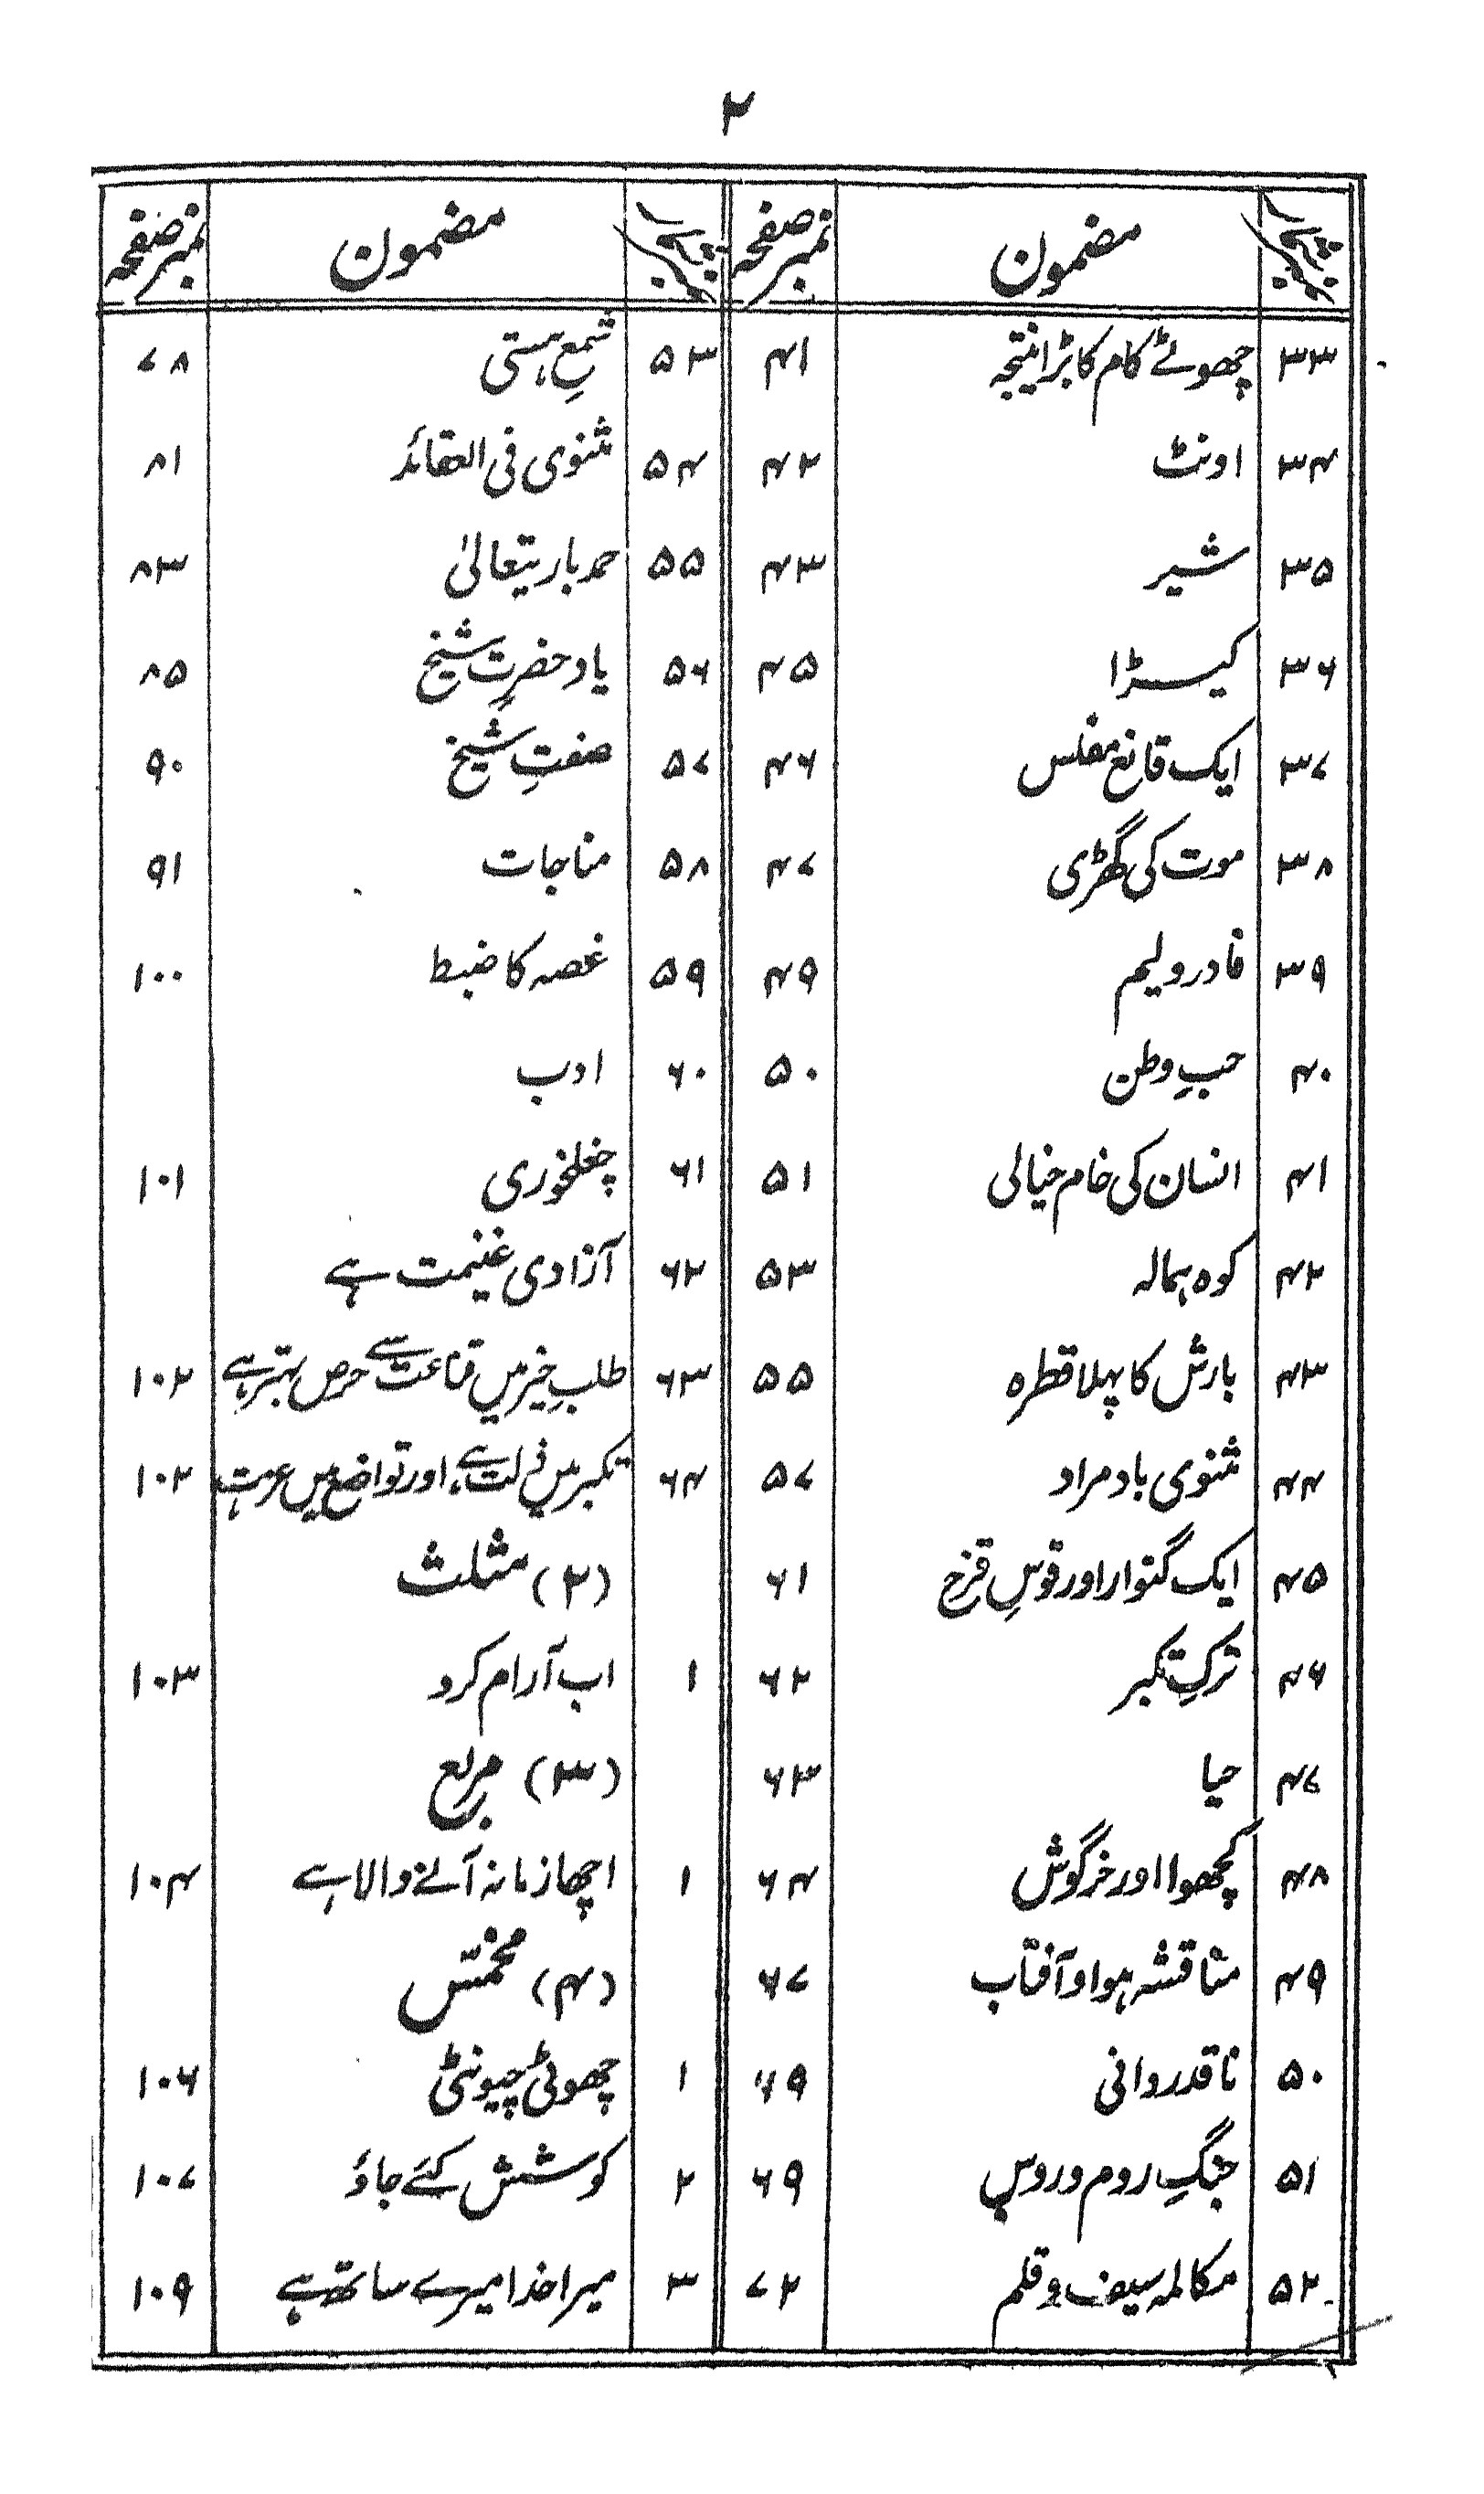 ۲
نمبر سلسلہ مضمون نمبر صفحہ
۳۳ چھوٹے کام کا بڑا نتیجہ ۴۱
۳۴ اونٹ ۴۲
۳۵ شیر ۴۳
۳۶ کیڑا ۴۵
۳۷ ایک قانع مفلس ۴۶
۳۸ موت کی گھڑی ۴۷
۳۹ فادر ولیم ۴۹
۴۰ حبِ وطن ۵۰
۴۱ انسان کی خام خیالی ۵۱
۴۲ کوہ ہمالہ ۵۳
۴۳ بارش کا پہلا قطرہ ۵۵
۴۴ مثنوی باد مراد ۵۷
۴۵ ایک گنوار اور قوسِ قزح ۶۱
۴۶ ترکِ تکبر ۶۲
۴۷ حیا ۶۳
۴۸ کچھوا اور خرگوش ۶۴
۴۹ مناقشہ ہوا و آفتاب ۶۷
۵۰ ناقدردانی ۶۹
۵۱ جنگِ روم و روس ۶۹
۵۲ مکالمہ سیف و قلم ۷۲
نمبر سلسلہ مضمون نمبر صفحہ
۵۳ شمعِ ہستی ۷۸
۵۴ مثنوی فی العقائد ۸۱
۵۵ حمد باریتعالیٰ ۸۳
۵۶ یاد حضرتِ شیخ ۸۵
۵۷ صفتِ شیخ ۹۰
۵۸ مناجات ۹۱
۵۹ غصہ کا ضبط ۱۰۰
۶۰ ادب
۶۱ چغلخوری ۱۰۱
۶۲ آزادی غنیمت ہے
۶۳ طلبِ خیر میں قناعت سے حرص بہتر ہے ۱۰۲
۶۴ تکبر میں ذلت ہے، اور تواضع میں عزت ۱۰۲
(۲) مثلث
۱ اب آرام کرو ۱۰۳
(۳) مربع
۱ اچھا زمانہ آنے والا ہے ۱۰۴
(۴) مخمّس
۱ چھوٹی چیونٹی ۱۰۶
۲ کوشش کئے جاؤ ۱۰۷
۳ میرا خدا میرے ساتھ ہے ۱۰۹